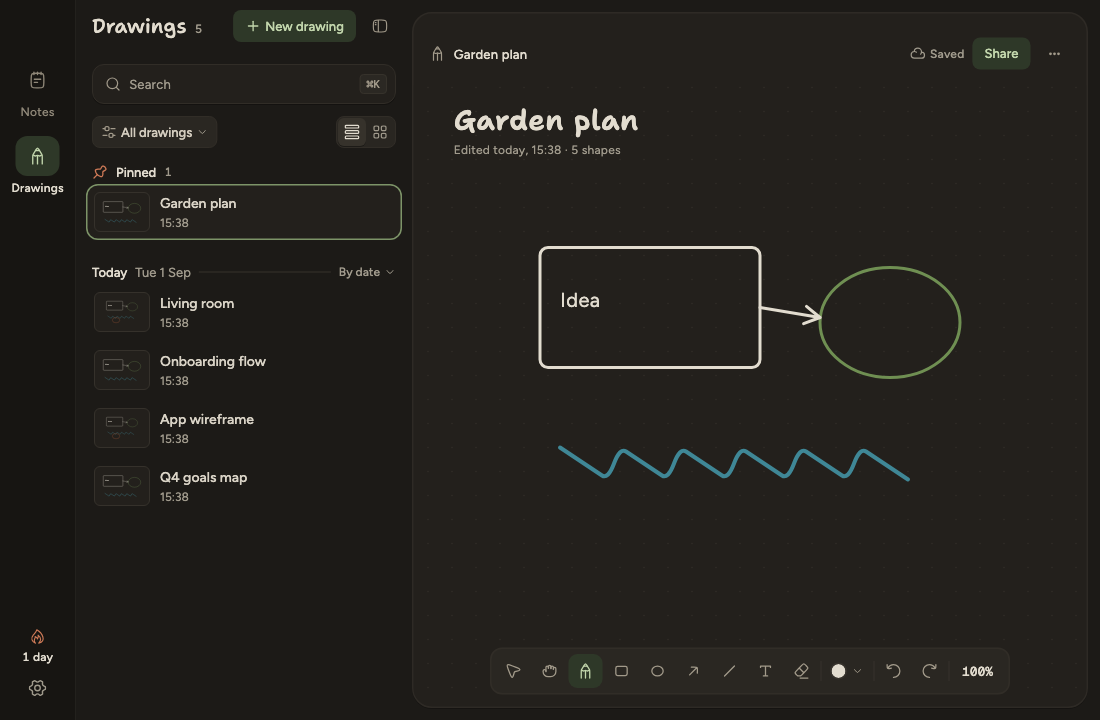 Drawings 5
New drawing
Notes
Drawings
1 day
Search
⌘K
All drawings
Pinned 1
Garden plan
15:38
Today Tue 1 Sep
By date
Living room
15:38
Onboarding flow
15:38
App wireframe
15:38
Q4 goals map
15:38
Garden plan
Saved
Share
Garden plan
Edited today, 15:38 · 5 shapes
Idea
100%